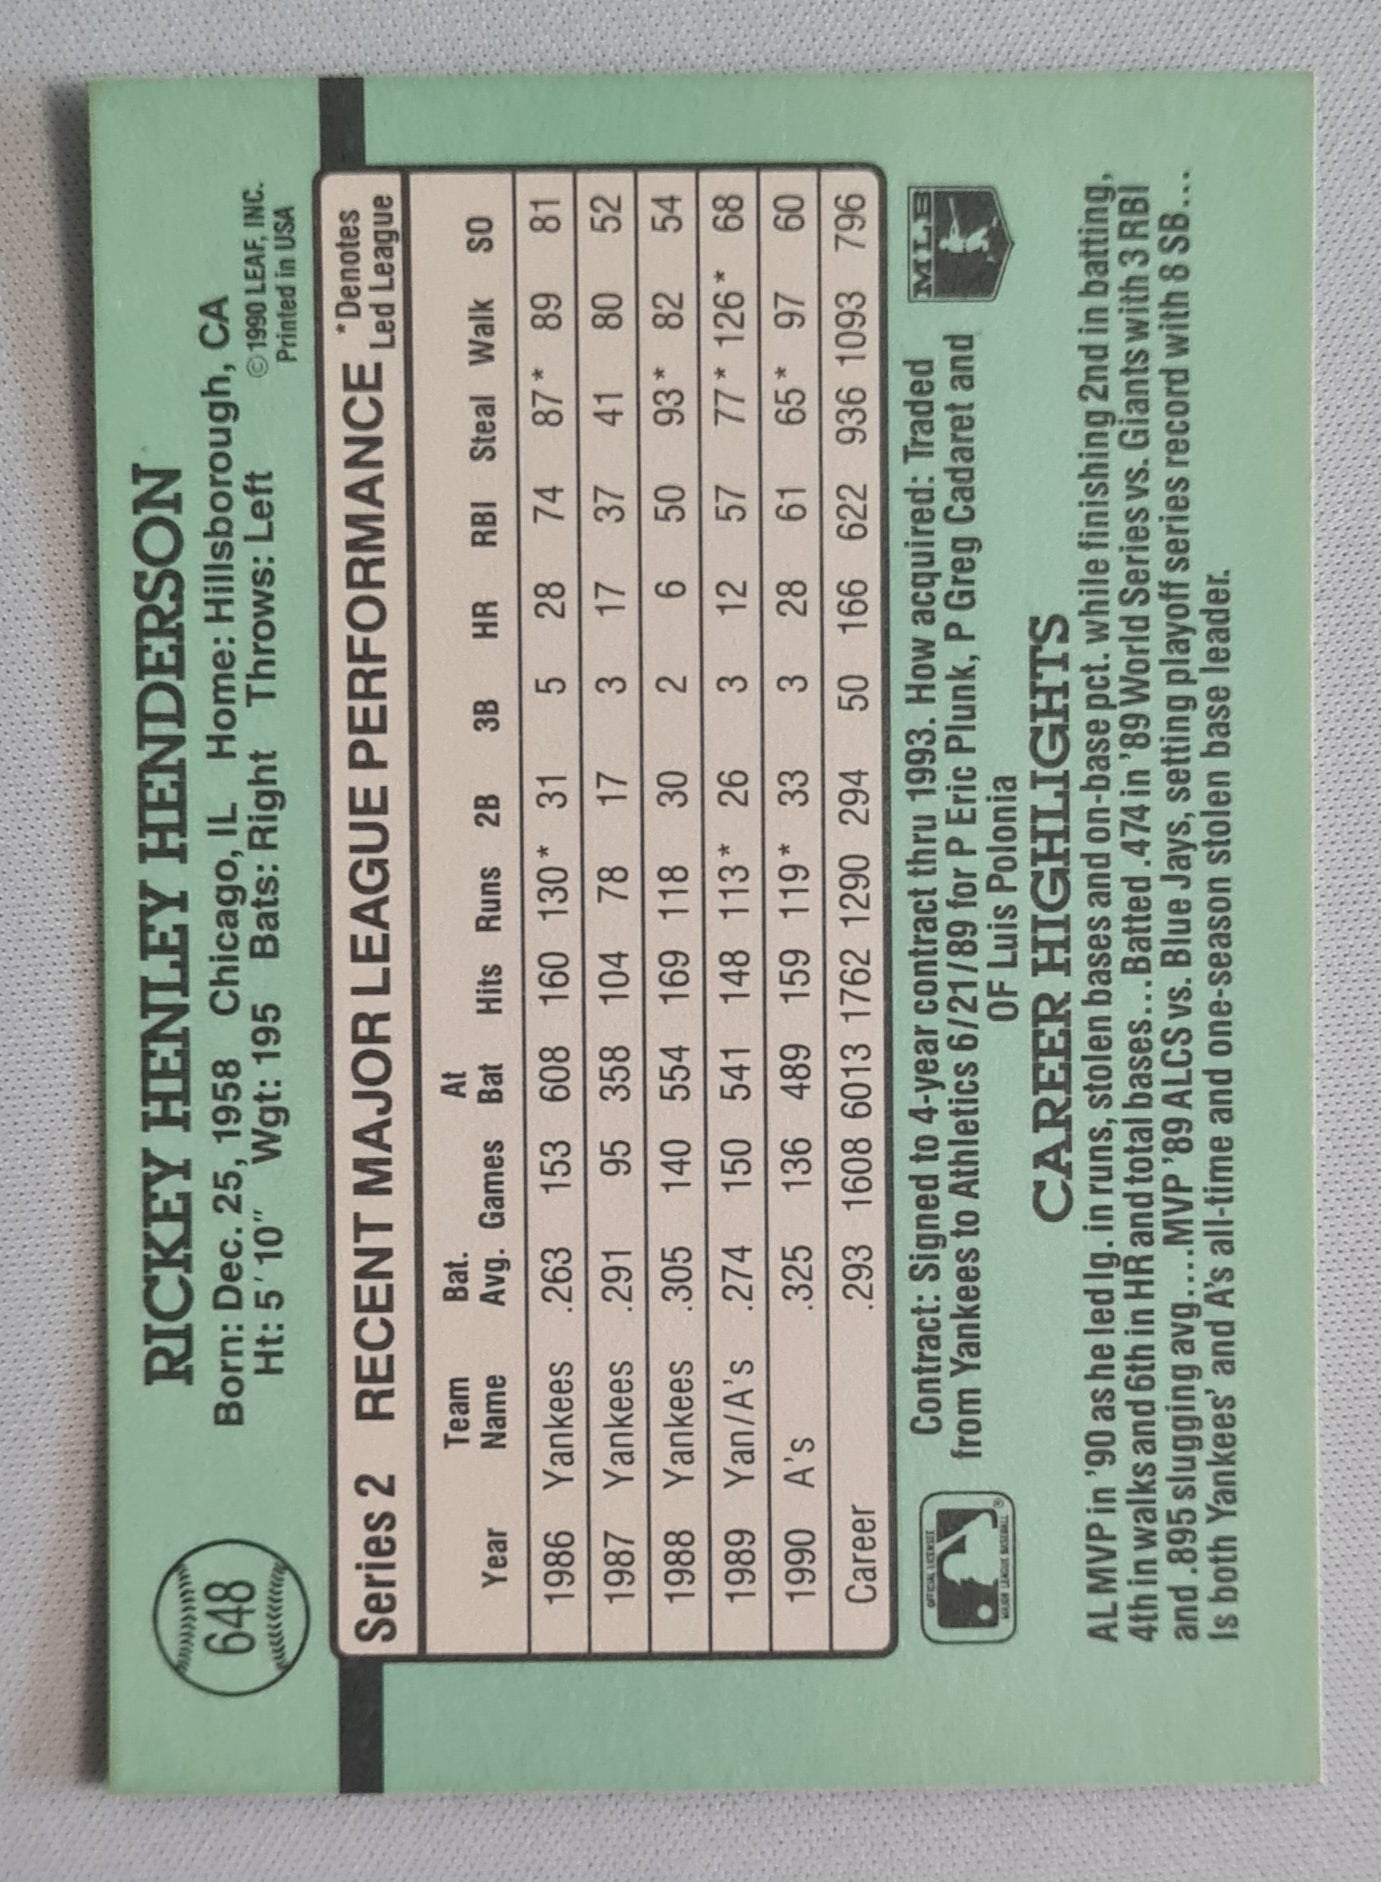 648
RICKEY HENLEY HENDERSON
Born: Dec. 25, 1958 Chicago, IL Home: Hillsborough, CA
Ht: 5′10″ Wgt: 195 Bats: Right Throws: Left
© 1990 LEAF, INC.
Printed in USA
Series 2 RECENT MAJOR LEAGUE PERFORMANCE
*Denotes
Led League
Year Team Name Bat. Avg. Games At Bat Hits Runs 2B 3B HR RBI Steal Walk SO
1986 Yankees .263 153 608 160 130* 31 5 28 74 87* 89 81
1987 Yankees .291 95 358 104 78 17 3 17 37 41 80 52
1988 Yankees .305 140 554 169 118 30 2 6 50 93* 82 54
1989 Yan/A's .274 150 541 148 113* 26 3 12 57 77* 126* 68
1990 A's .325 136 489 159 119* 33 3 28 61 65* 97 60
Career .293 1608 6013 1762 1290 294 50 166 622 936 1093 796
OFFICIAL LICENSEE
MAJOR LEAGUE BASEBALL
®
Contract: Signed to 4-year contract thru 1993. How acquired: Traded
from Yankees to Athletics 6/21/89 for P Eric Plunk, P Greg Cadaret and
OF Luis Polonia
MLB
CAREER HIGHLIGHTS
AL MVP in '90 as he led lg. in runs, stolen bases and on-base pct. while finishing 2nd in batting,
4th in walks and 6th in HR and total bases...Batted .474 in '89 World Series vs. Giants with 3 RBI
and .895 slugging avg....MVP '89 ALCS vs. Blue Jays, setting playoff series record with 8 SB...
Is both Yankees' and A's all-time and one-season stolen base leader.